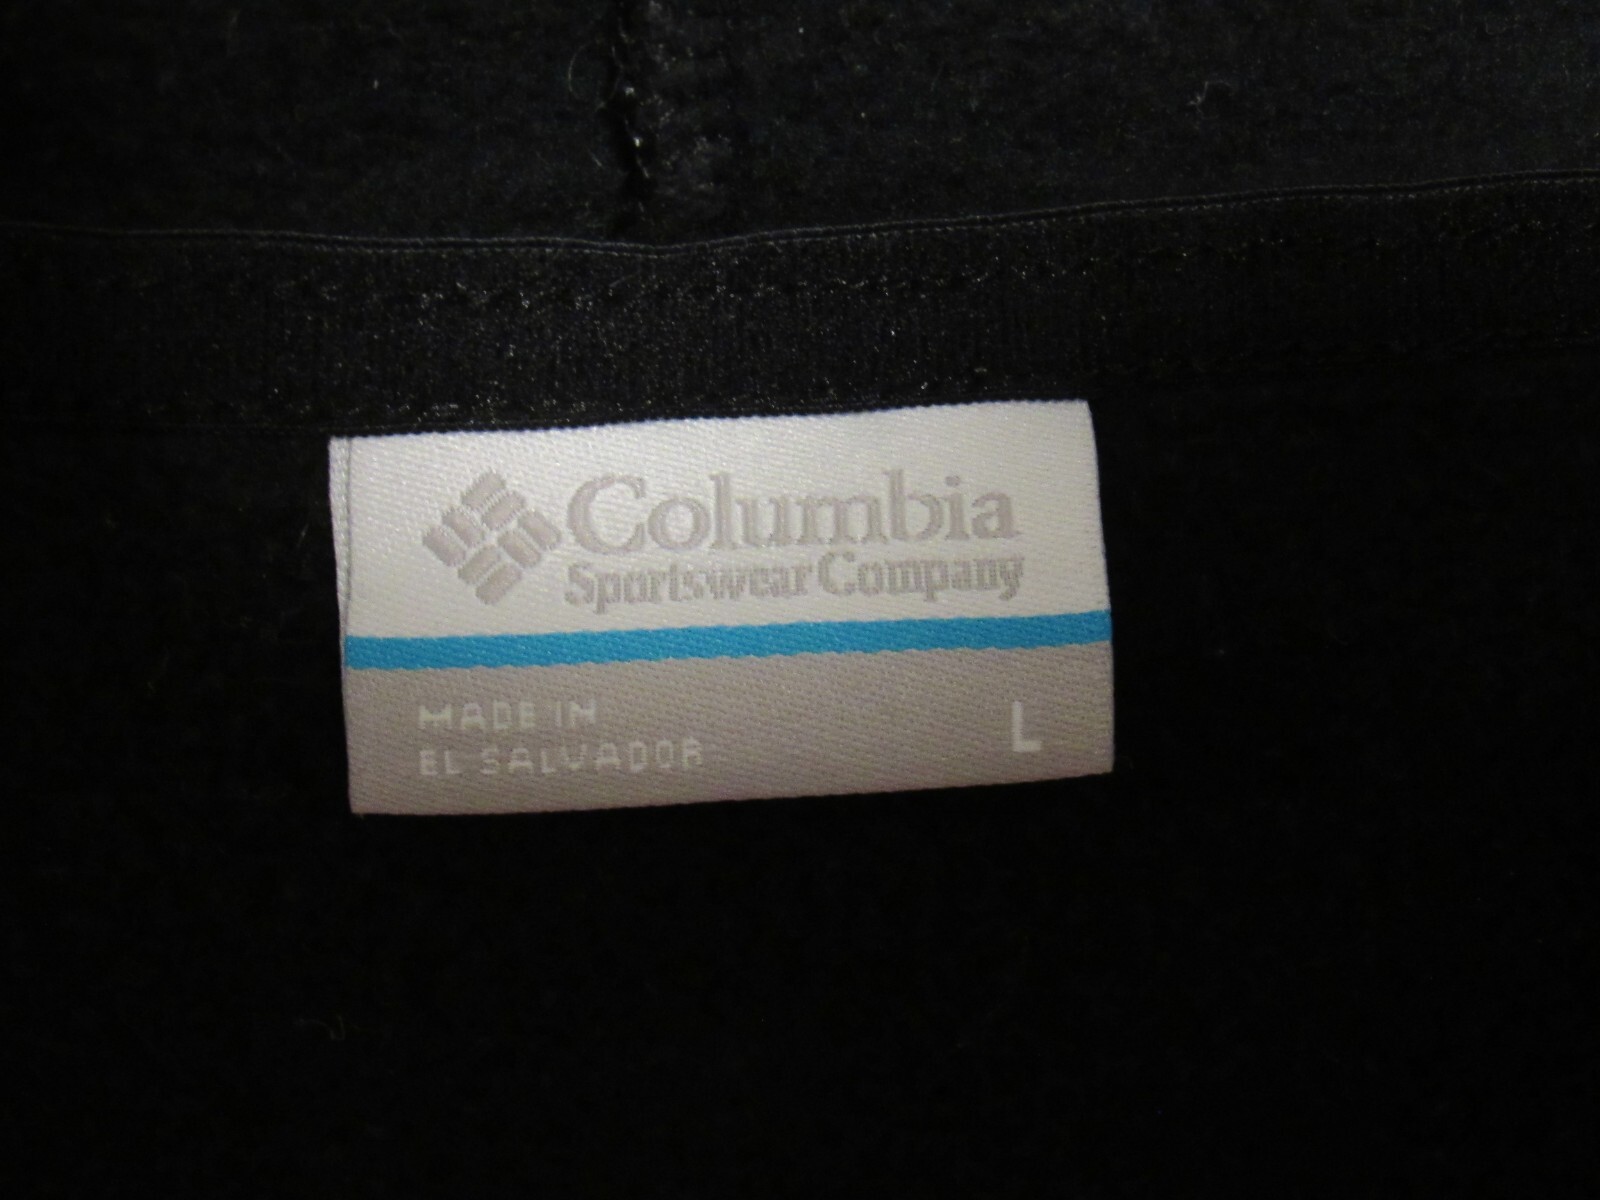 Columbia
Sportswear Company
MADE IN
EL SALVADOR
L